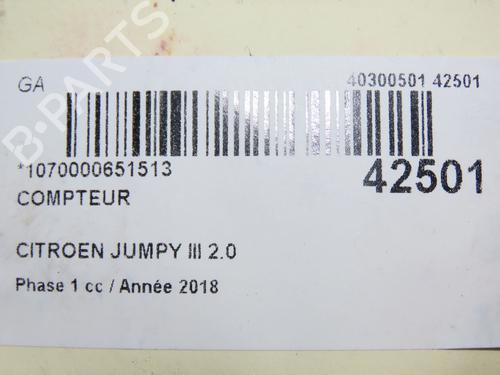 GA
40300501 42501
*1070000651513
42501
COMPTEUR
CITROEN JUMPY III 2.0
Phase 1 cc / Année 2018
B-PARTS